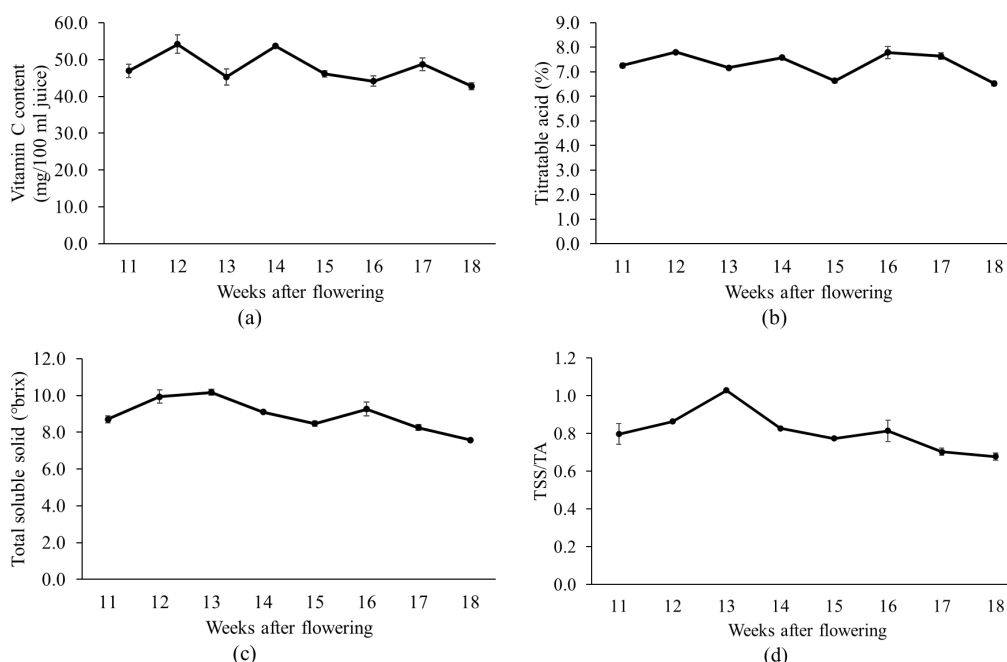 Vitamin C content
(mg/100 ml juice)
60.0
50.0
40.0
30.0
20.0
10.0
0.0
11 12 13 14 15 16 17 18
Weeks after flowering
(a)
Titratable acid (%)
9.0
8.0
7.0
6.0
5.0
4.0
3.0
2.0
1.0
0.0
11 12 13 14 15 16 17 18
Weeks after flowering
(b)
Total soluble solid (°brix)
12.0
10.0
8.0
6.0
4.0
2.0
0.0
11 12 13 14 15 16 17 18
Weeks after flowering
(c)
TSS/TA
1.2
1.0
0.8
0.6
0.4
0.2
0.0
11 12 13 14 15 16 17 18
Weeks after flowering
(d)